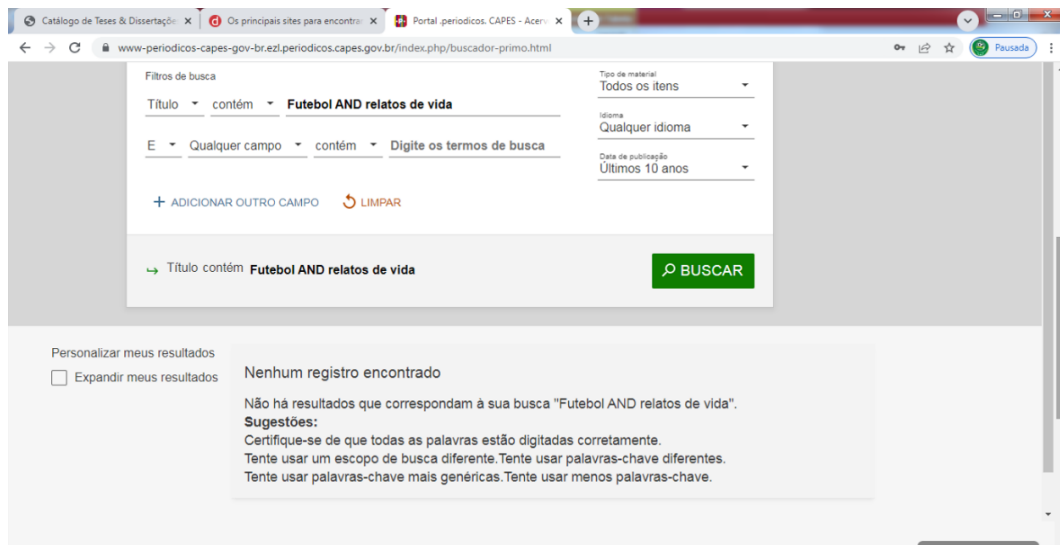 Catálogo de Teses & Dissertaçõe
Os principais sites para encontra
Portal .periodicos. CAPES - Acerv
www-periodicos-capes-gov-br.ezl.periodicos.capes.gov.br/index.php/buscador-primo.html
Pausada
Filtros de busca
Título contém Futebol AND relatos de vida
E Qualquer campo contém Digite os termos de busca
Tipo de material
Todos os itens
Idioma
Qualquer idioma
Data de publicação
Últimos 10 anos
+ ADICIONAR OUTRO CAMPO LIMPAR
Título contém Futebol AND relatos de vida
BUSCAR
Personalizar meus resultados
Expandir meus resultados
Nenhum registro encontrado
Não há resultados que correspondam à sua busca "Futebol AND relatos de vida".
Sugestões:
Certifique-se de que todas as palavras estão digitadas corretamente.
Tente usar um escopo de busca diferente.Tente usar palavras-chave diferentes.
Tente usar palavras-chave mais genéricas.Tente usar menos palavras-chave.